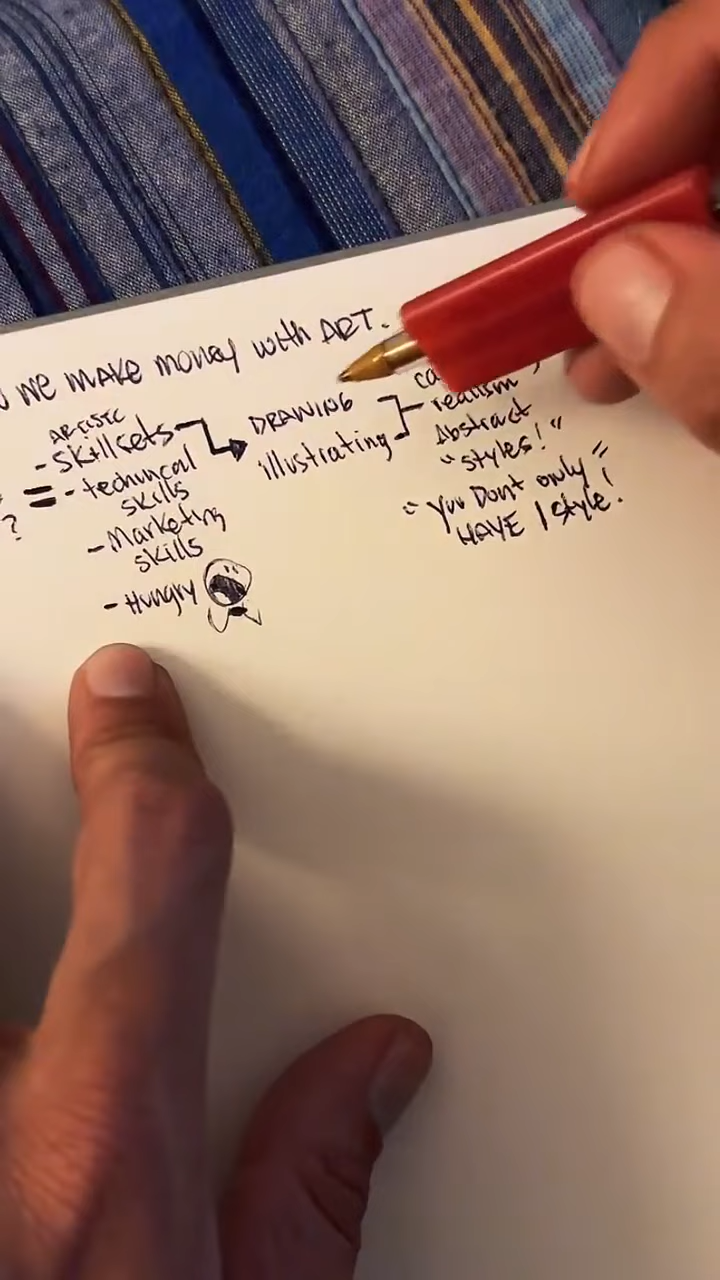 we MAKE money with ART.
ARTISTIC
- skillsets
= - technical
skills
?
- Marketing
skills
- Hungry
DRAWING
illustrating
realism
Abstract
"styles!"
"You Dont only
HAVE 1 style.